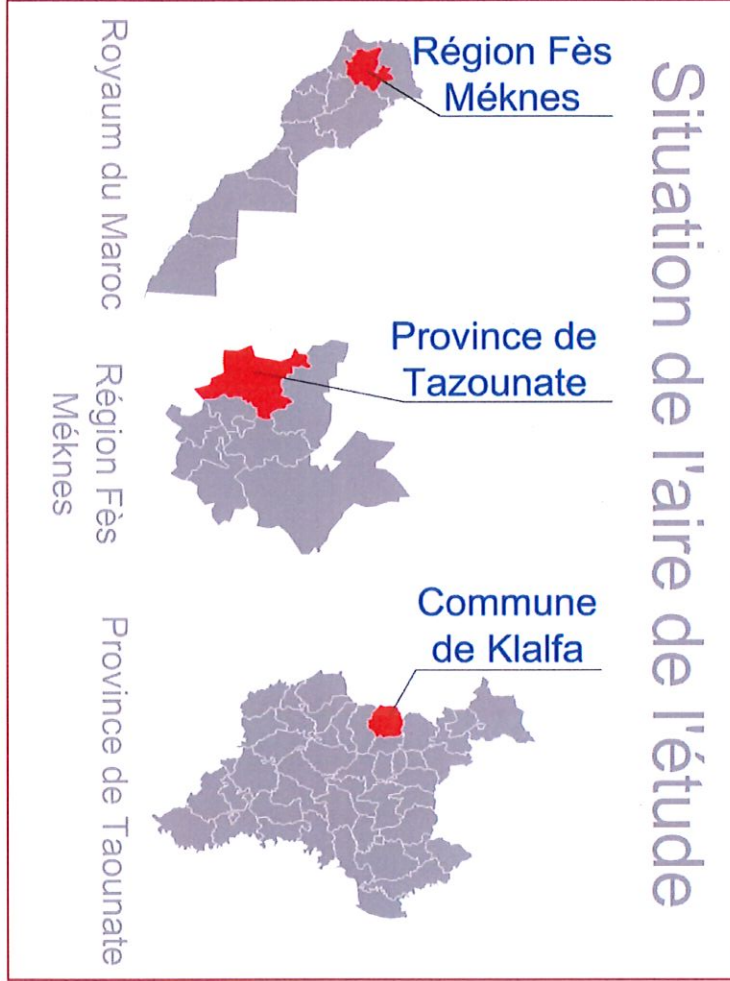 Situation de l'aire de l'étude
Royaum du Maroc
Région Fès
Méknes
Région Fès
Méknes
Province de
Tazounate
Province de Taounate
Commune
de Klalfa